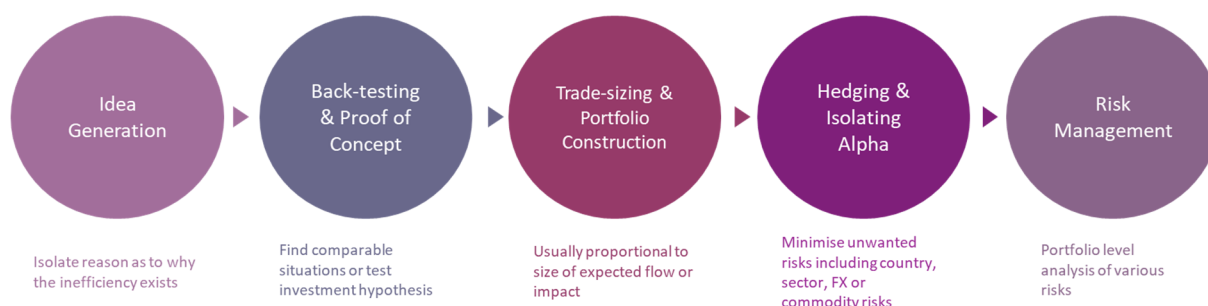 Idea
Generation
Back-testing
& Proof of
Concept
Trade-sizing &
Portfolio
Construction
Hedging &
Isolating
Alpha
Risk
Management
Isolate reason as to why
the inefficiency exists
Find comparable
situations or test
investment hypothesis
Usually proportional to
size of expected flow or
impact
Minimise unwanted
risks including country,
sector, FX or
commodity risks
Portfolio level
analysis of various
risks